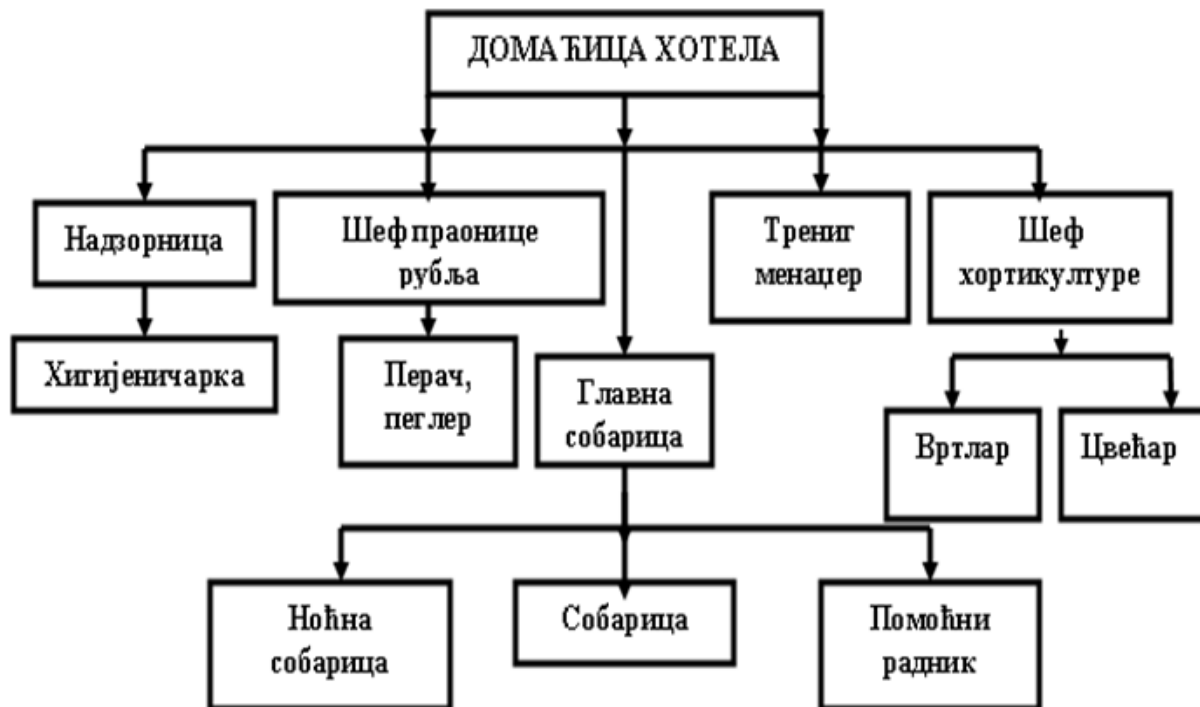 ДОМАЋИЦА ХОТЕЛА
Надзорница
Шеф праонице
рубља
Трениг
менаџер
Шеф
хортикултуре
Хигијеничарка
Перач,
пеглер
Главна
собарица
Вртлар
Цвећар
Ноћна
собарица
Собарица
Помоћни
радник